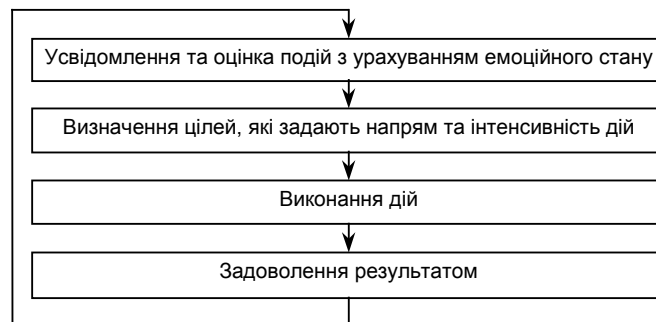 Усвідомлення та оцінка подій з урахуванням емоційного стану
Визначення цілей, які задають напрям та інтенсивність дій
Виконання дій
Задоволення результатом